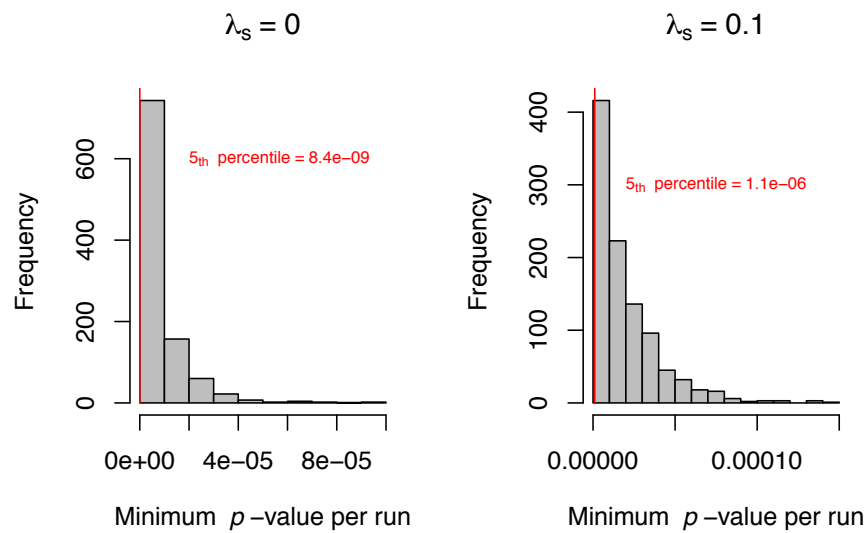 λs = 0
600
400
200
0
Frequency
5th percentile = 8.4e−09
0e+00 4e−05 8e−05
Minimum p −value per run
λs = 0.1
400
300
200
100
0
Frequency
5th percentile = 1.1e−06
0.00000 0.00010
Minimum p −value per run